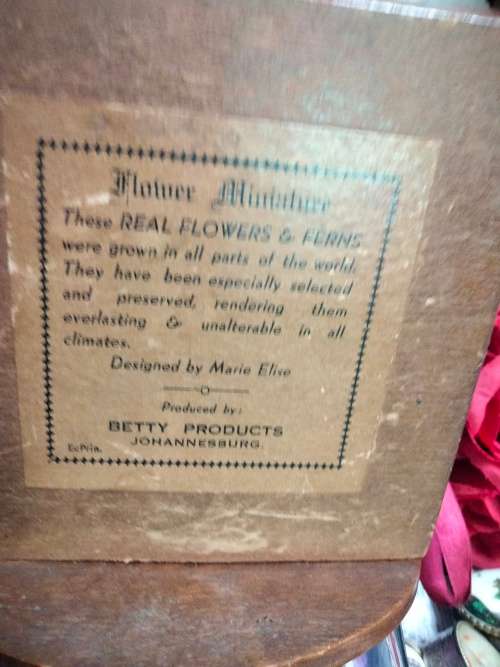 Flower Miniature
These REAL FLOWERS & FERNS
were grown in all parts of the world.
They have been especially selected
and preserved, rendering them
everlasting & unalterable in all
climates.
Designed by Marie Elise
Produced by:
BETTY PRODUCTS
JOHANNESBURG.